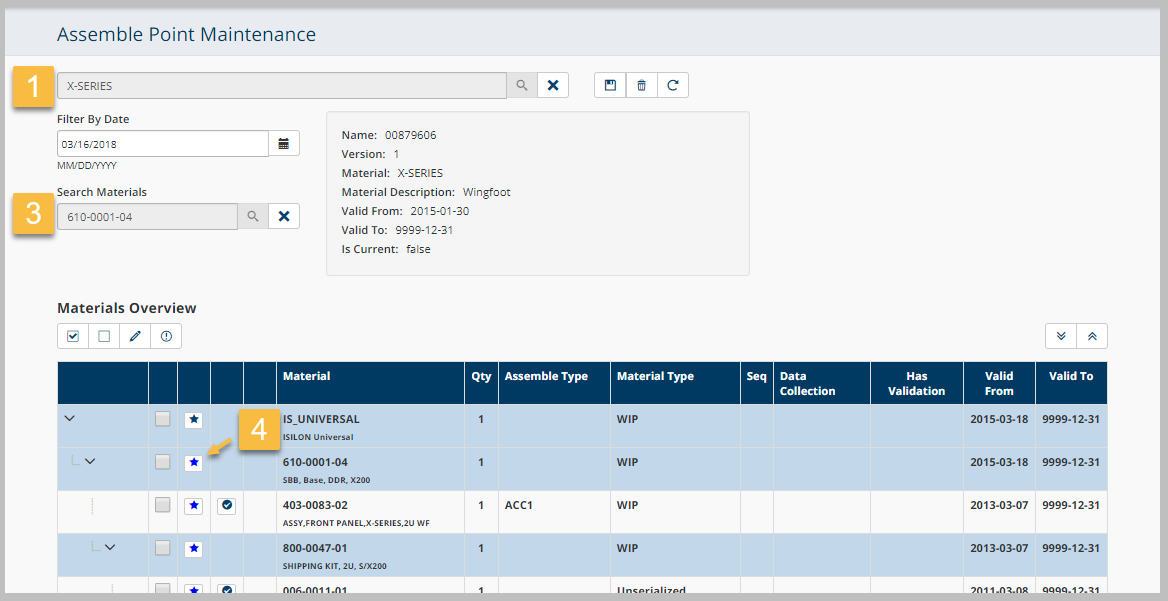 Assemble Point Maintenance
1
X-SERIES
Filter By Date
03/16/2018
MM/DD/YYYY
Search Materials
3
610-0001-04
Name: 00879606
Version: 1
Material: X-SERIES
Material Description: Wingfoot
Valid From: 2015-01-30
Valid To: 9999-12-31
Is Current: false
Materials Overview
Material Qty Assemble Type Material Type Seq Data Collection Has Validation Valid From Valid To
4
IS_UNIVERSAL 1 WIP 2015-03-18 9999-12-31
ISILON Universal
610-0001-04 1 WIP 2015-03-18 9999-12-31
SBB, Base, DDR, X200
403-0083-02 1 ACC1 WIP 2013-03-07 9999-12-31
ASSY,FRONT PANEL,X-SERIES,2U WF
800-0047-01 1 WIP 2013-03-07 9999-12-31
SHIPPING KIT, 2U, S/X200
006-0011-01 1 Unserialized 2011-03-08 9999-12-31